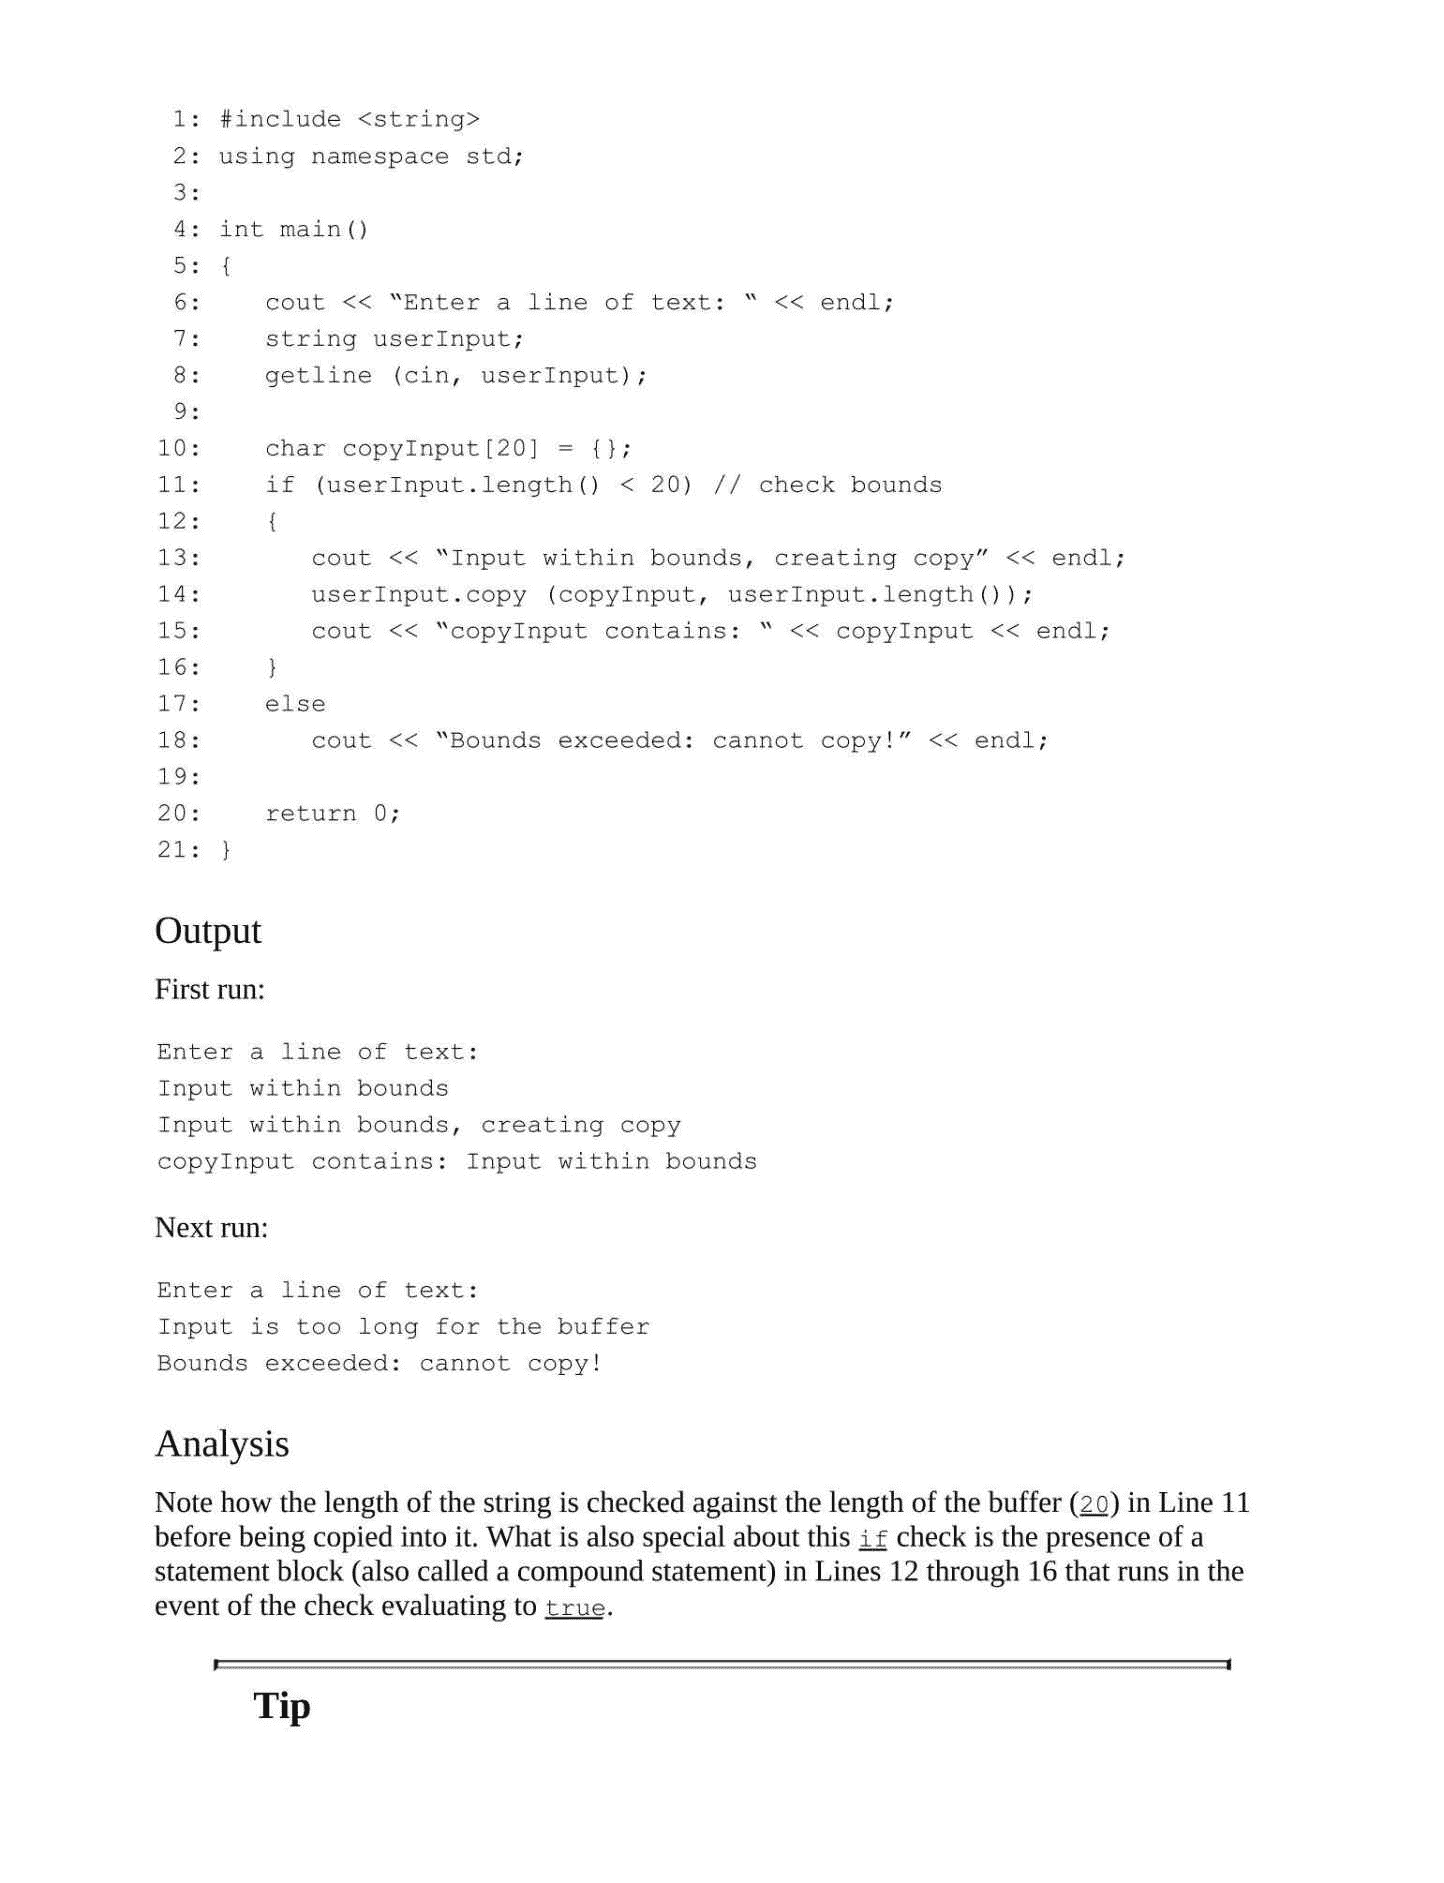 1: #include <string>
2: using namespace std;
3:
4: int main()
5: {
6:    cout << “Enter a line of text: “ << endl;
7:    string userInput;
8:    getline (cin, userInput);
9:
10:    char copyInput[20] = {};
11:    if (userInput.length() < 20) // check bounds
12:    {
13:       cout << “Input within bounds, creating copy” << endl;
14:       userInput.copy (copyInput, userInput.length());
15:       cout << “copyInput contains: “ << copyInput << endl;
16:    }
17:    else
18:       cout << “Bounds exceeded: cannot copy!” << endl;
19:
20:    return 0;
21: }
Output
First run:
Enter a line of text:
Input within bounds
Input within bounds, creating copy
copyInput contains: Input within bounds
Next run:
Enter a line of text:
Input is too long for the buffer
Bounds exceeded: cannot copy!
Analysis
Note how the length of the string is checked against the length of the buffer (20) in Line 11
before being copied into it. What is also special about this if check is the presence of a
statement block (also called a compound statement) in Lines 12 through 16 that runs in the
event of the check evaluating to true.
Tip